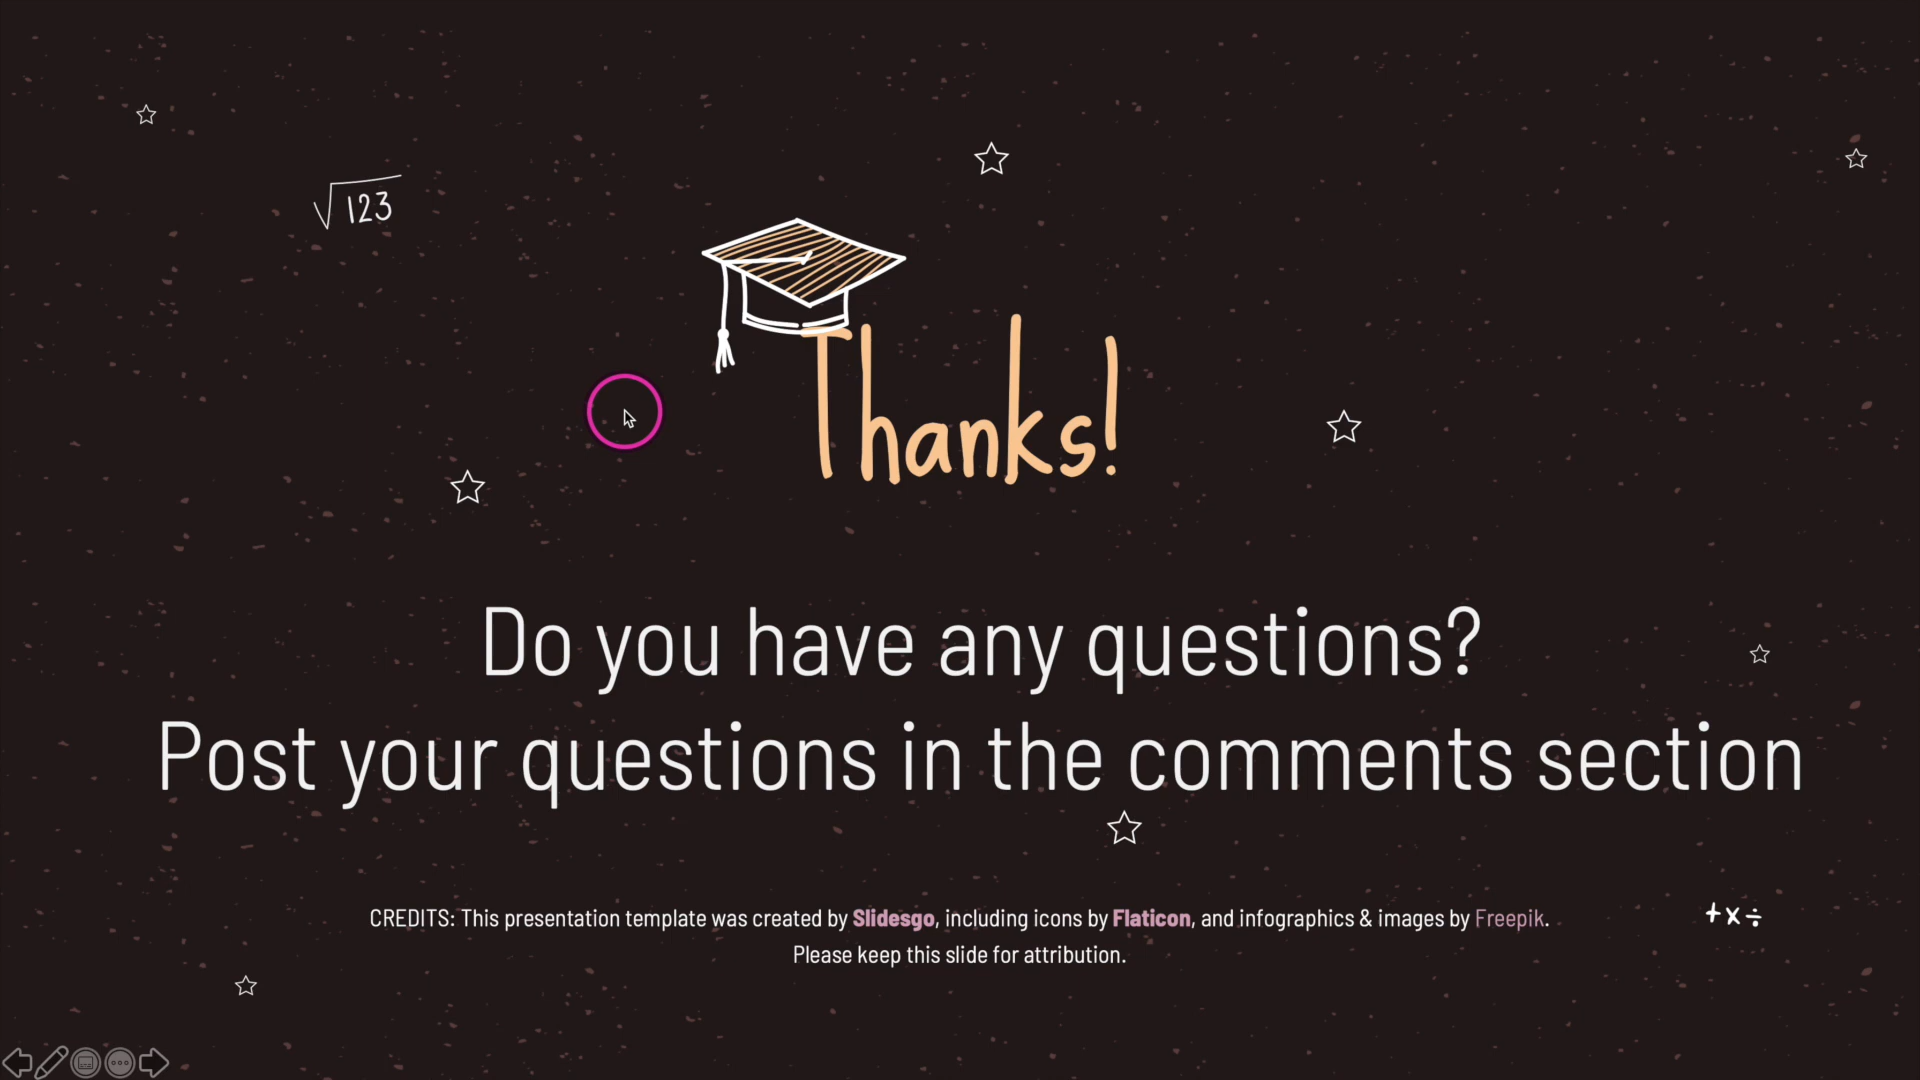 √123
Thanks!
Do you have any questions?
Post your questions in the comments section
CREDITS: This presentation template was created by Slidesgo, including icons by Flaticon, and infographics & images by Freepik.
Please keep this slide for attribution.
+x÷